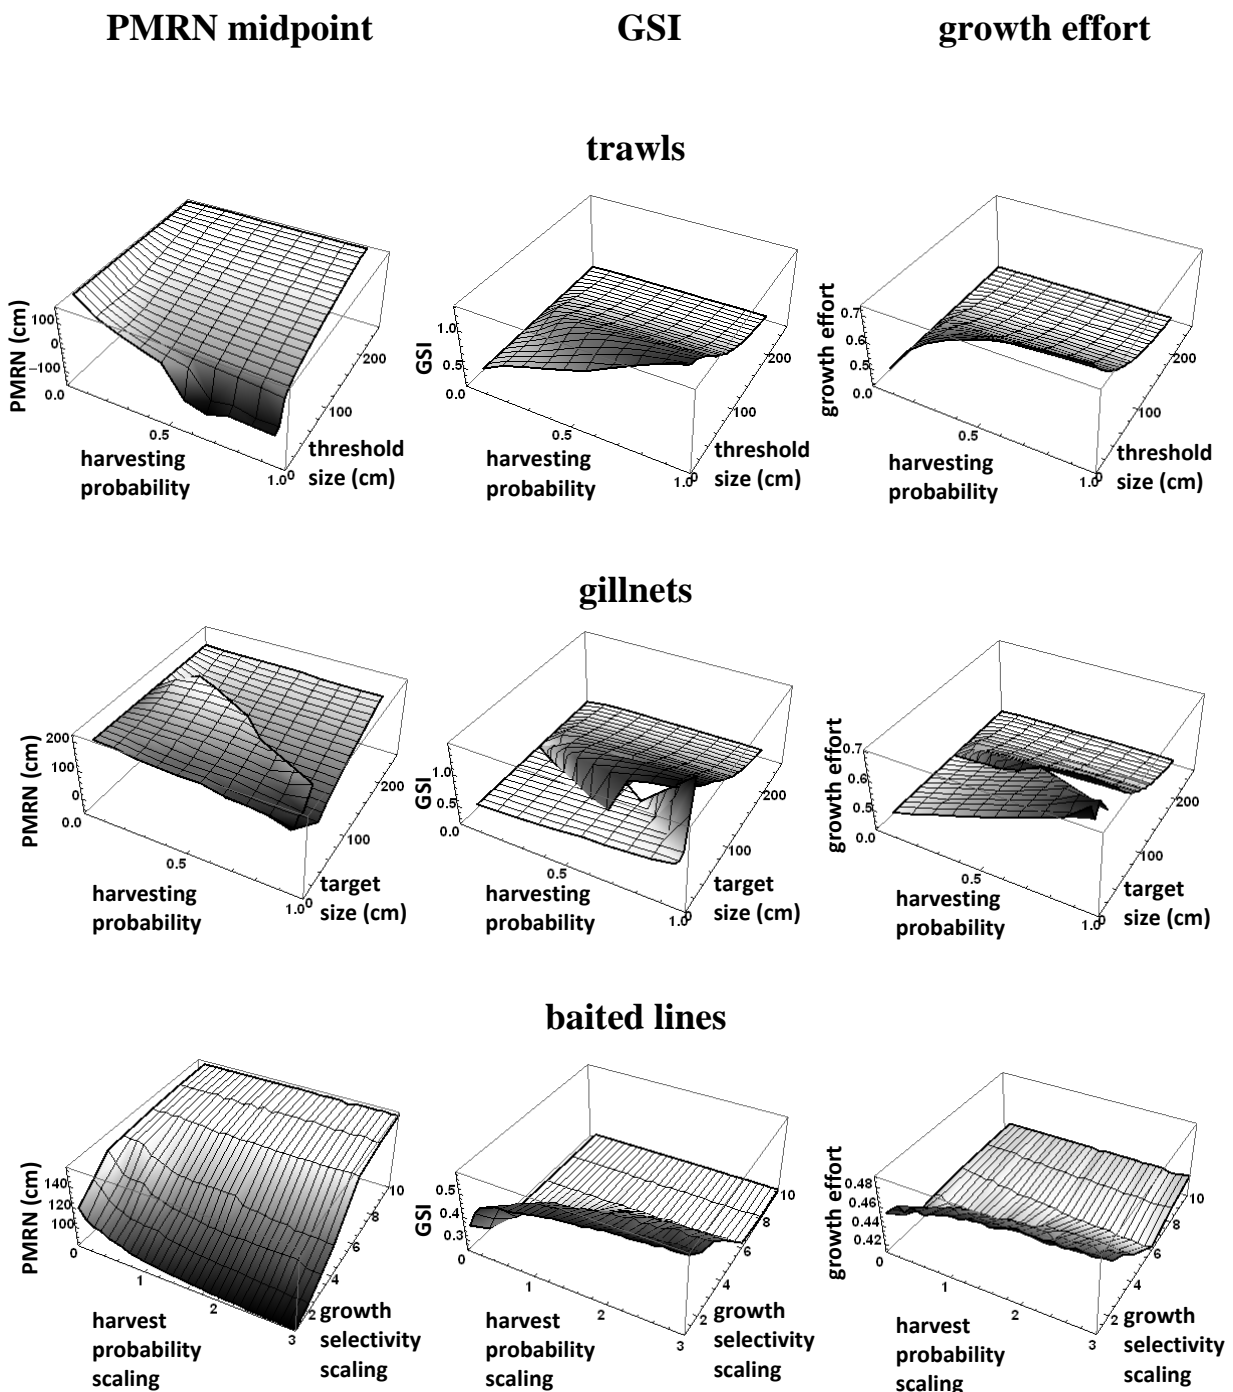 PMRN midpoint GSI growth effort
trawls
PMRN (cm)
100
0
−100
0.0
0.5
1.0
harvesting
probability
0
100
200
threshold
size (cm)
GSI
1.0
0.5
0.0
0.5
1.0
harvesting
probability
0
100
200
threshold
size (cm)
growth effort
0.7
0.6
0.5
0.0
0.5
1.0
harvesting
probability
0
100
200
threshold
size (cm)
gillnets
PMRN (cm)
200
100
0
0.0
0.5
1.0
harvesting
probability
0
100
200
target
size (cm)
GSI
1.0
0.5
0.0
0.5
1.0
harvesting
probability
0
100
200
target
size (cm)
growth effort
0.7
0.6
0.5
0.0
0.5
1.0
harvesting
probability
0
100
200
target
size (cm)
baited lines
PMRN (cm)
140
120
100
0
1
2
3
harvest
probability
scaling
2
4
6
8
10
growth
selectivity
scaling
GSI
0.5
0.4
0.3
0
1
2
3
harvest
probability
scaling
2
4
6
8
10
growth
selectivity
scaling
growth effort
0.48
0.46
0.44
0.42
0
1
2
3
harvest
probability
scaling
2
4
6
8
10
growth
selectivity
scaling